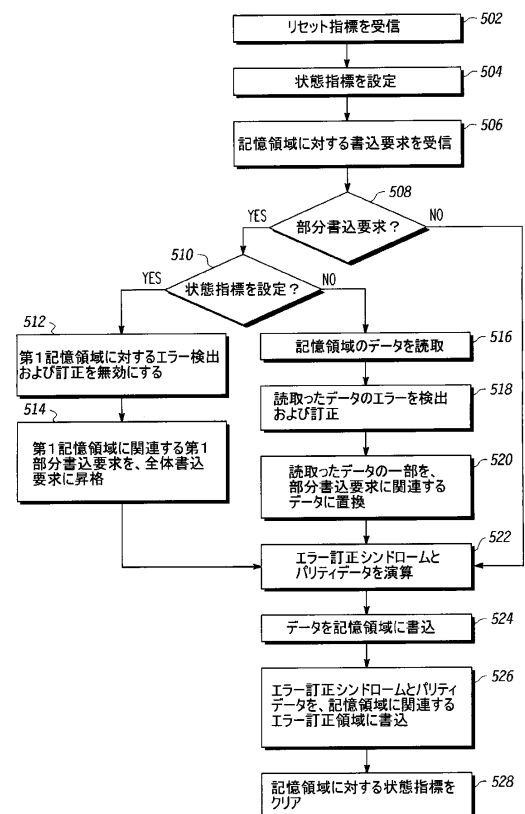 リセット指標を受信
502
状態指標を設定
504
記憶領域に対する書込要求を受信
506
部分書込要求?
508
YES
NO
状態指標を設定?
510
YES
NO
512
第1記憶領域に対するエラー検出
および訂正を無効にする
514
第1記憶領域に関連する第1
部分書込要求を、全体書込
要求に昇格
記憶領域のデータを読取
516
読取ったデータのエラーを検出
および訂正
518
読取ったデータの一部を、
部分書込要求に関連する
データに置換
520
エラー訂正シンドロームと
パリティデータを演算
522
データを記憶領域に書込
524
エラー訂正シンドロームとパリティ
データを、記憶領域に関連する
エラー訂正領域に書込
526
記憶領域に対する状態指標を
クリア
528